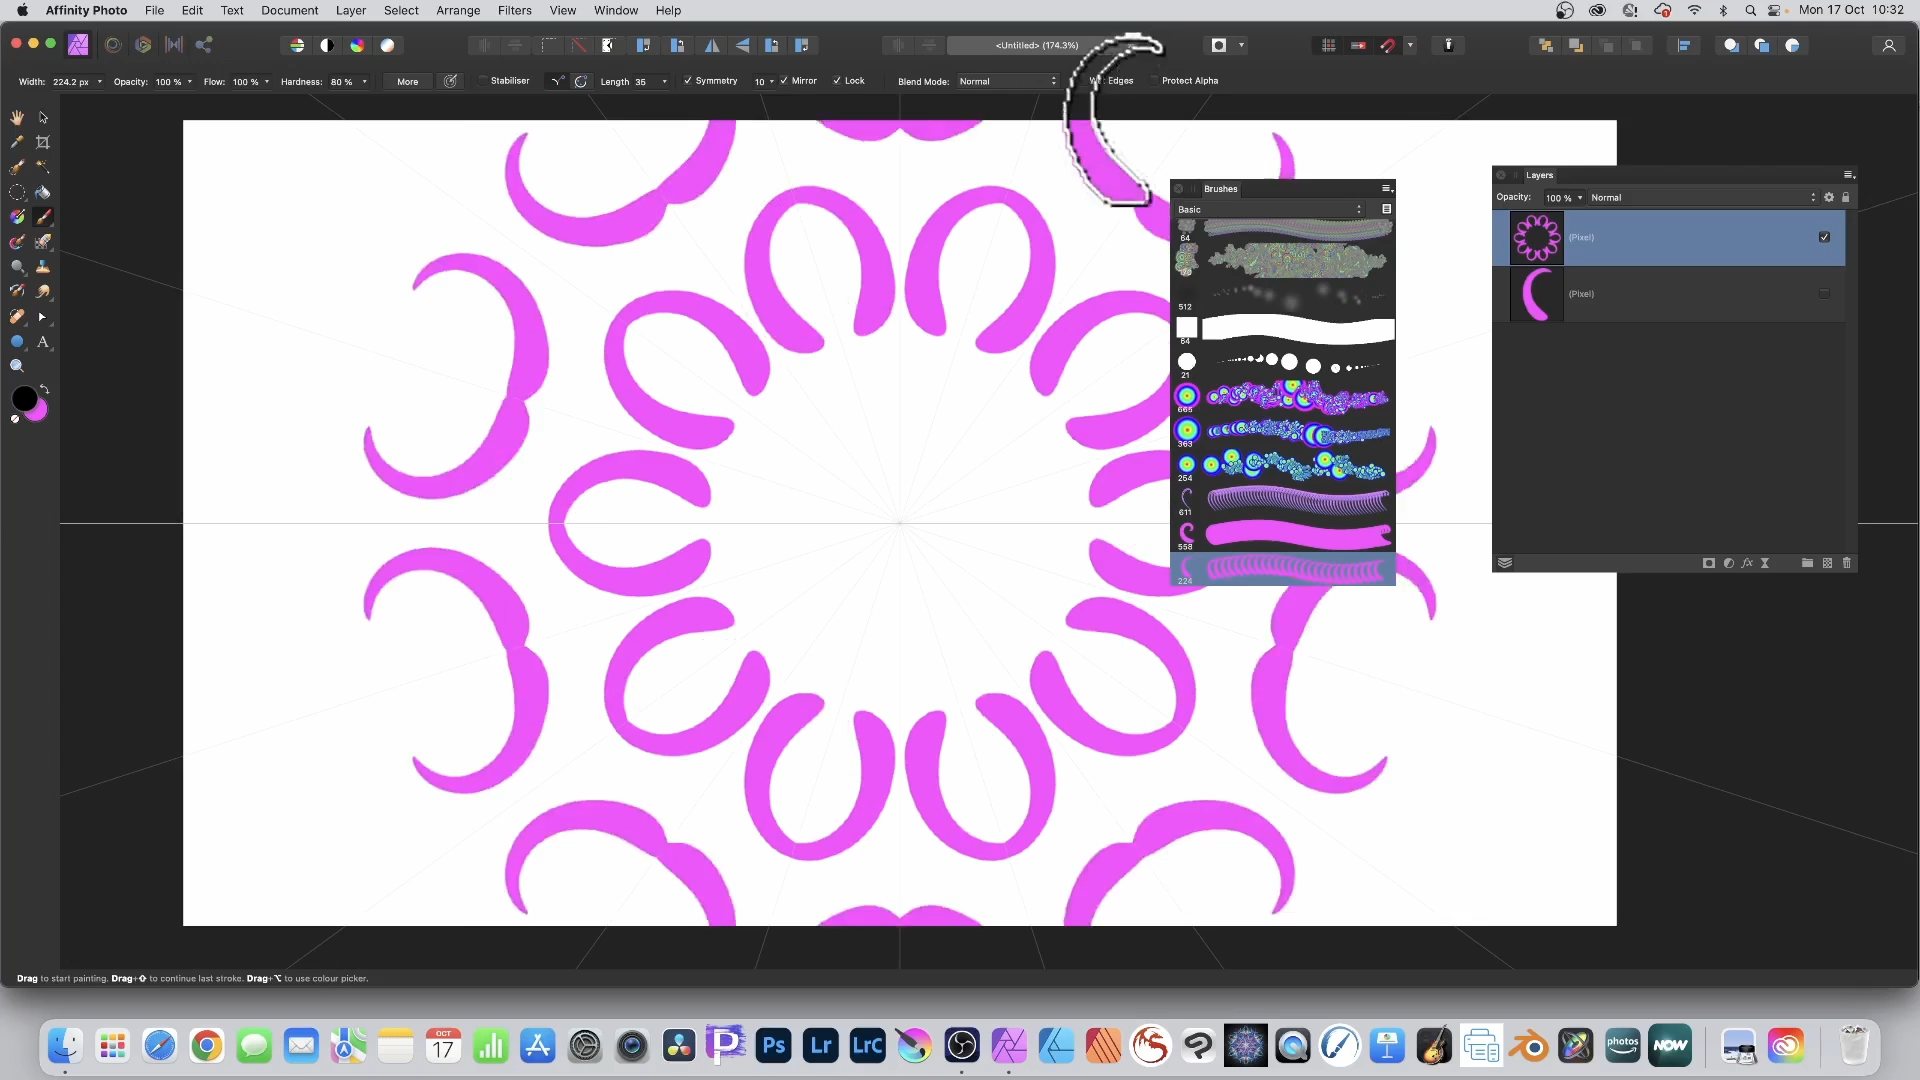 Affinity Photo File Edit Text Document Layer Select Arrange Filters View Window Help Mon 17 Oct 10:32
<Untitled> (174.3%)
Width: 224.2 px Opacity: 100 % Flow: 100 % Hardness: 80 % More Stabiliser Length 35 Symmetry 10 Mirror Lock Blend Mode: Normal Edges Protect Alpha
Layers
Opacity: 100 % Normal
(Pixel)
(Pixel)
Brushes
Basic
64
512
64
21
665
363
254
611
558
224
A
Drag to start painting. Drag+⇧ to continue last stroke. Drag+⌥ to use colour picker.
OCT
17
Ps
Lr
LrC
photos
NOW